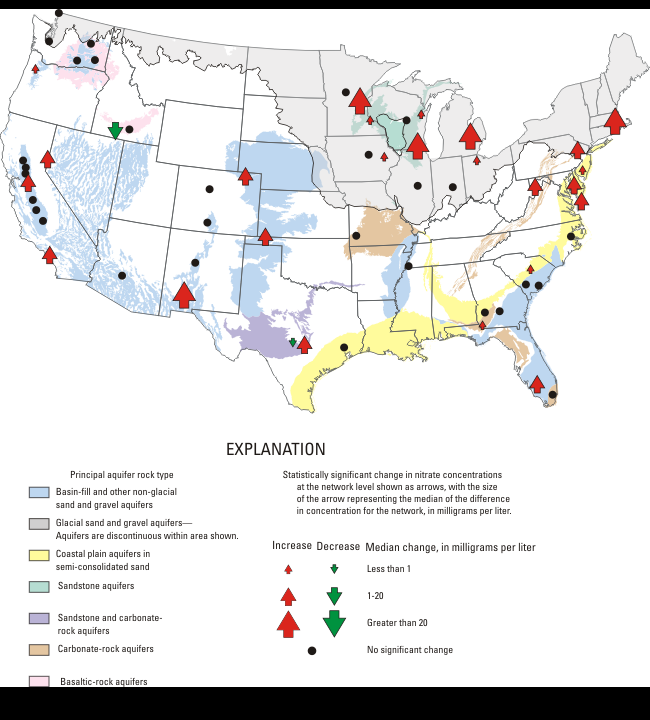 EXPLANATION
Principal aquifer rock type
Basin-fill and other non-glacial
sand and gravel aquifers
Glacial sand and gravel aquifers—
Aquifers are discontinuous within area shown.
Coastal plain aquifers in
semi-consolidated sand
Sandstone aquifers
Sandstone and carbonate-
rock aquifers
Carbonate-rock aquifers
Basaltic-rock aquifers
Statistically significant change in nitrate concentrations
at the network level shown as arrows, with the size
of the arrow representing the median of the difference
in concentration for the network, in milligrams per liter.
Increase Decrease Median change, in milligrams per liter
Less than 1
1-20
Greater than 20
No significant change